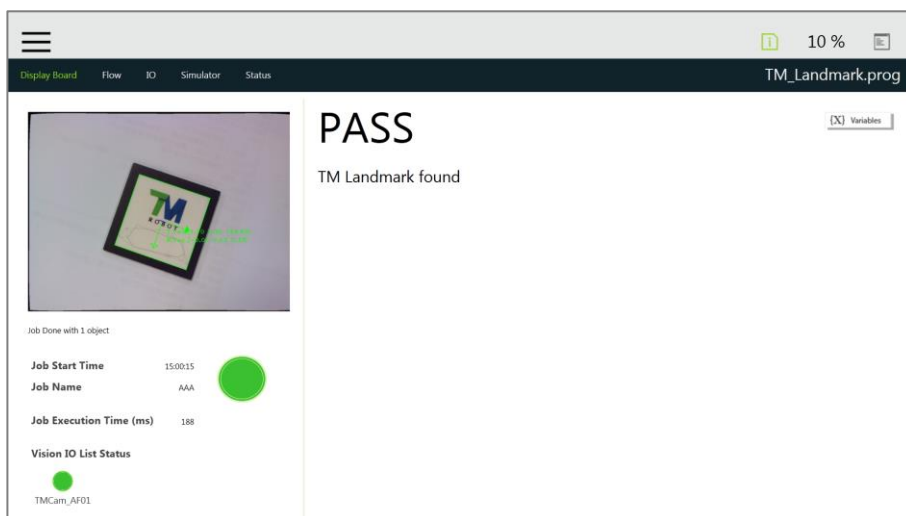 10 %
Display Board Flow IO Simulator Status
TM_Landmark.prog
TM
ROBOT
Job Done with 1 object
Job Start Time 15:00:15
Job Name AAA
Job Execution Time (ms) 188
Vision IO List Status
TMCam_AF01
PASS
{X} Variables
TM Landmark found